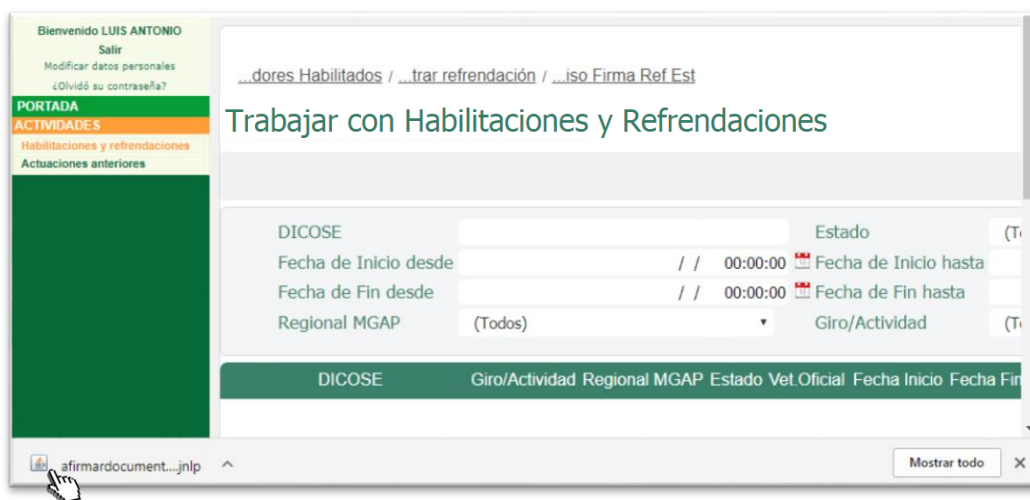 Bienvenido LUIS ANTONIO
Salir
Modificar datos personales
¿Olvidó su contraseña?
PORTADA
ACTIVIDADES
Habilitaciones y refrendaciones
Actuaciones anteriores
...dores Habilitados / ...trar refrendación / ...iso Firma Ref Est
Trabajar con Habilitaciones y Refrendaciones
DICOSE Estado (T
Fecha de Inicio desde / / 00:00:00 Fecha de Inicio hasta
Fecha de Fin desde / / 00:00:00 Fecha de Fin hasta
Regional MGAP (Todos) Giro/Actividad (T
DICOSE Giro/Actividad Regional MGAP Estado Vet.Oficial Fecha Inicio Fecha Fin
afirmardocument....jnlp Mostrar todo